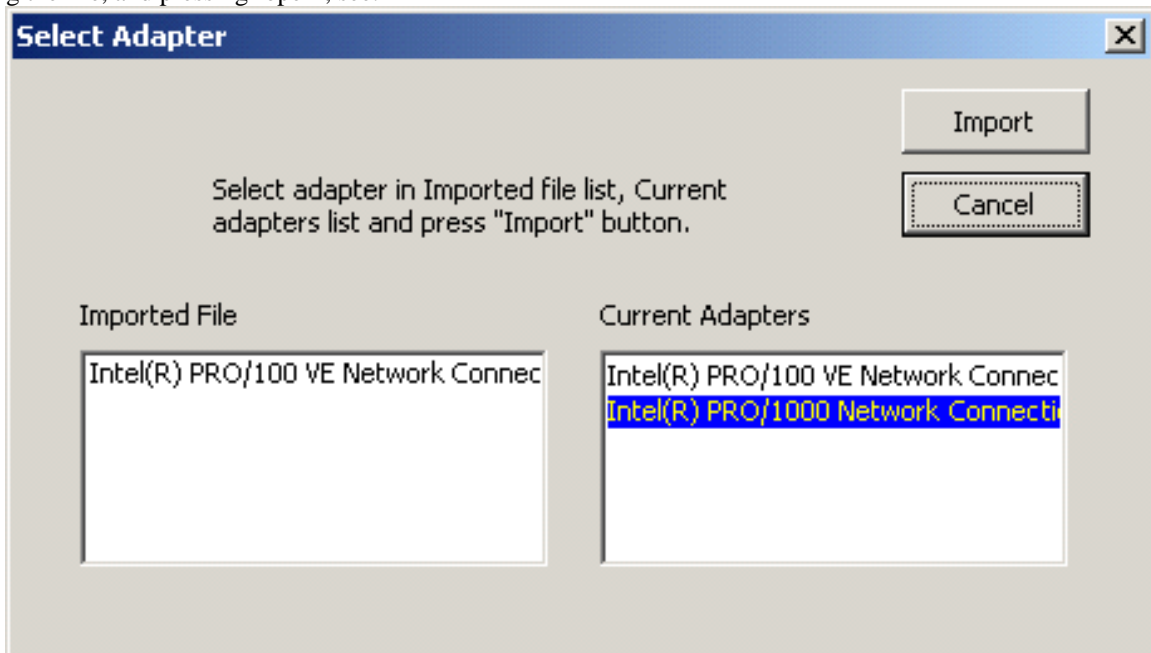 Select Adapter
Import
Select adapter in Imported file list, Current
adapters list and press "Import" button.
Cancel
Imported File
Current Adapters
Intel(R) PRO/100 VE Network Connec
Intel(R) PRO/100 VE Network Connec
Intel(R) PRO/1000 Network Connecti